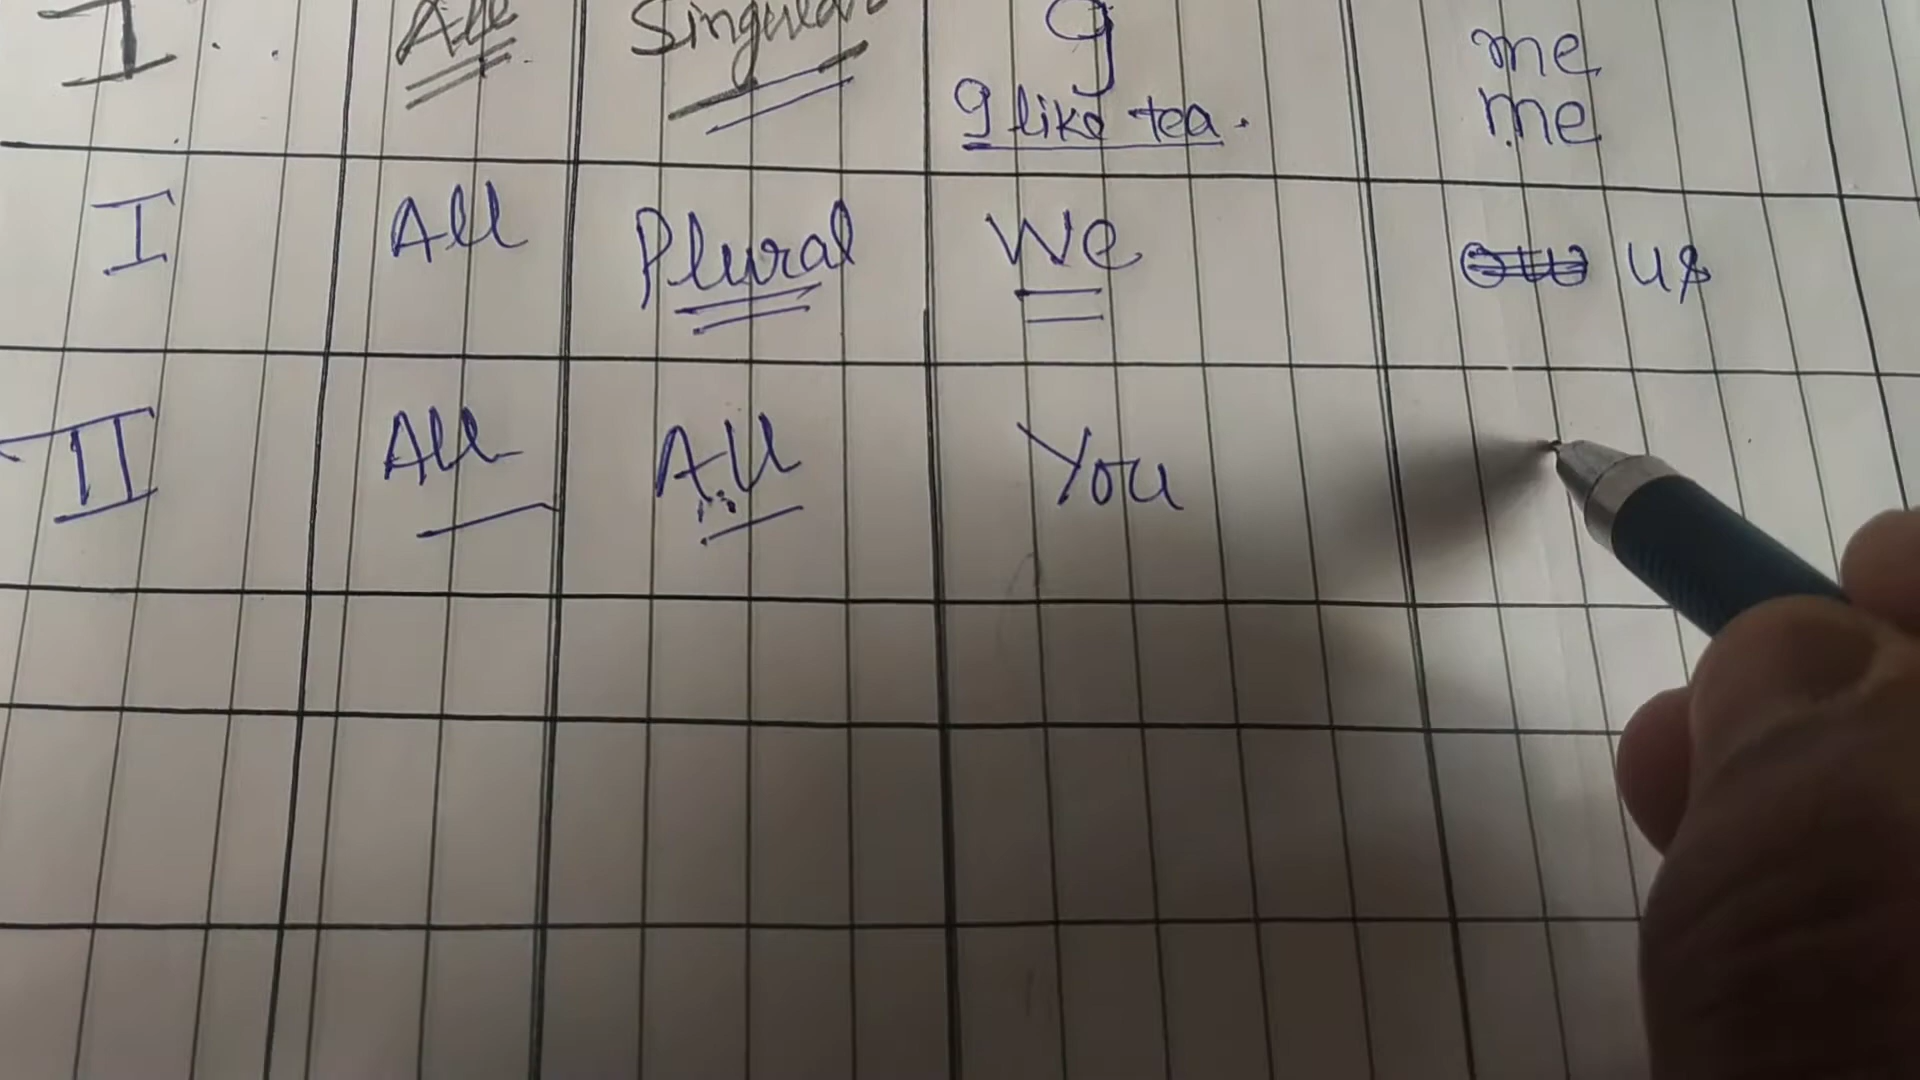 I All Singular I me
I like tea. me
I All Plural We us
II All All You